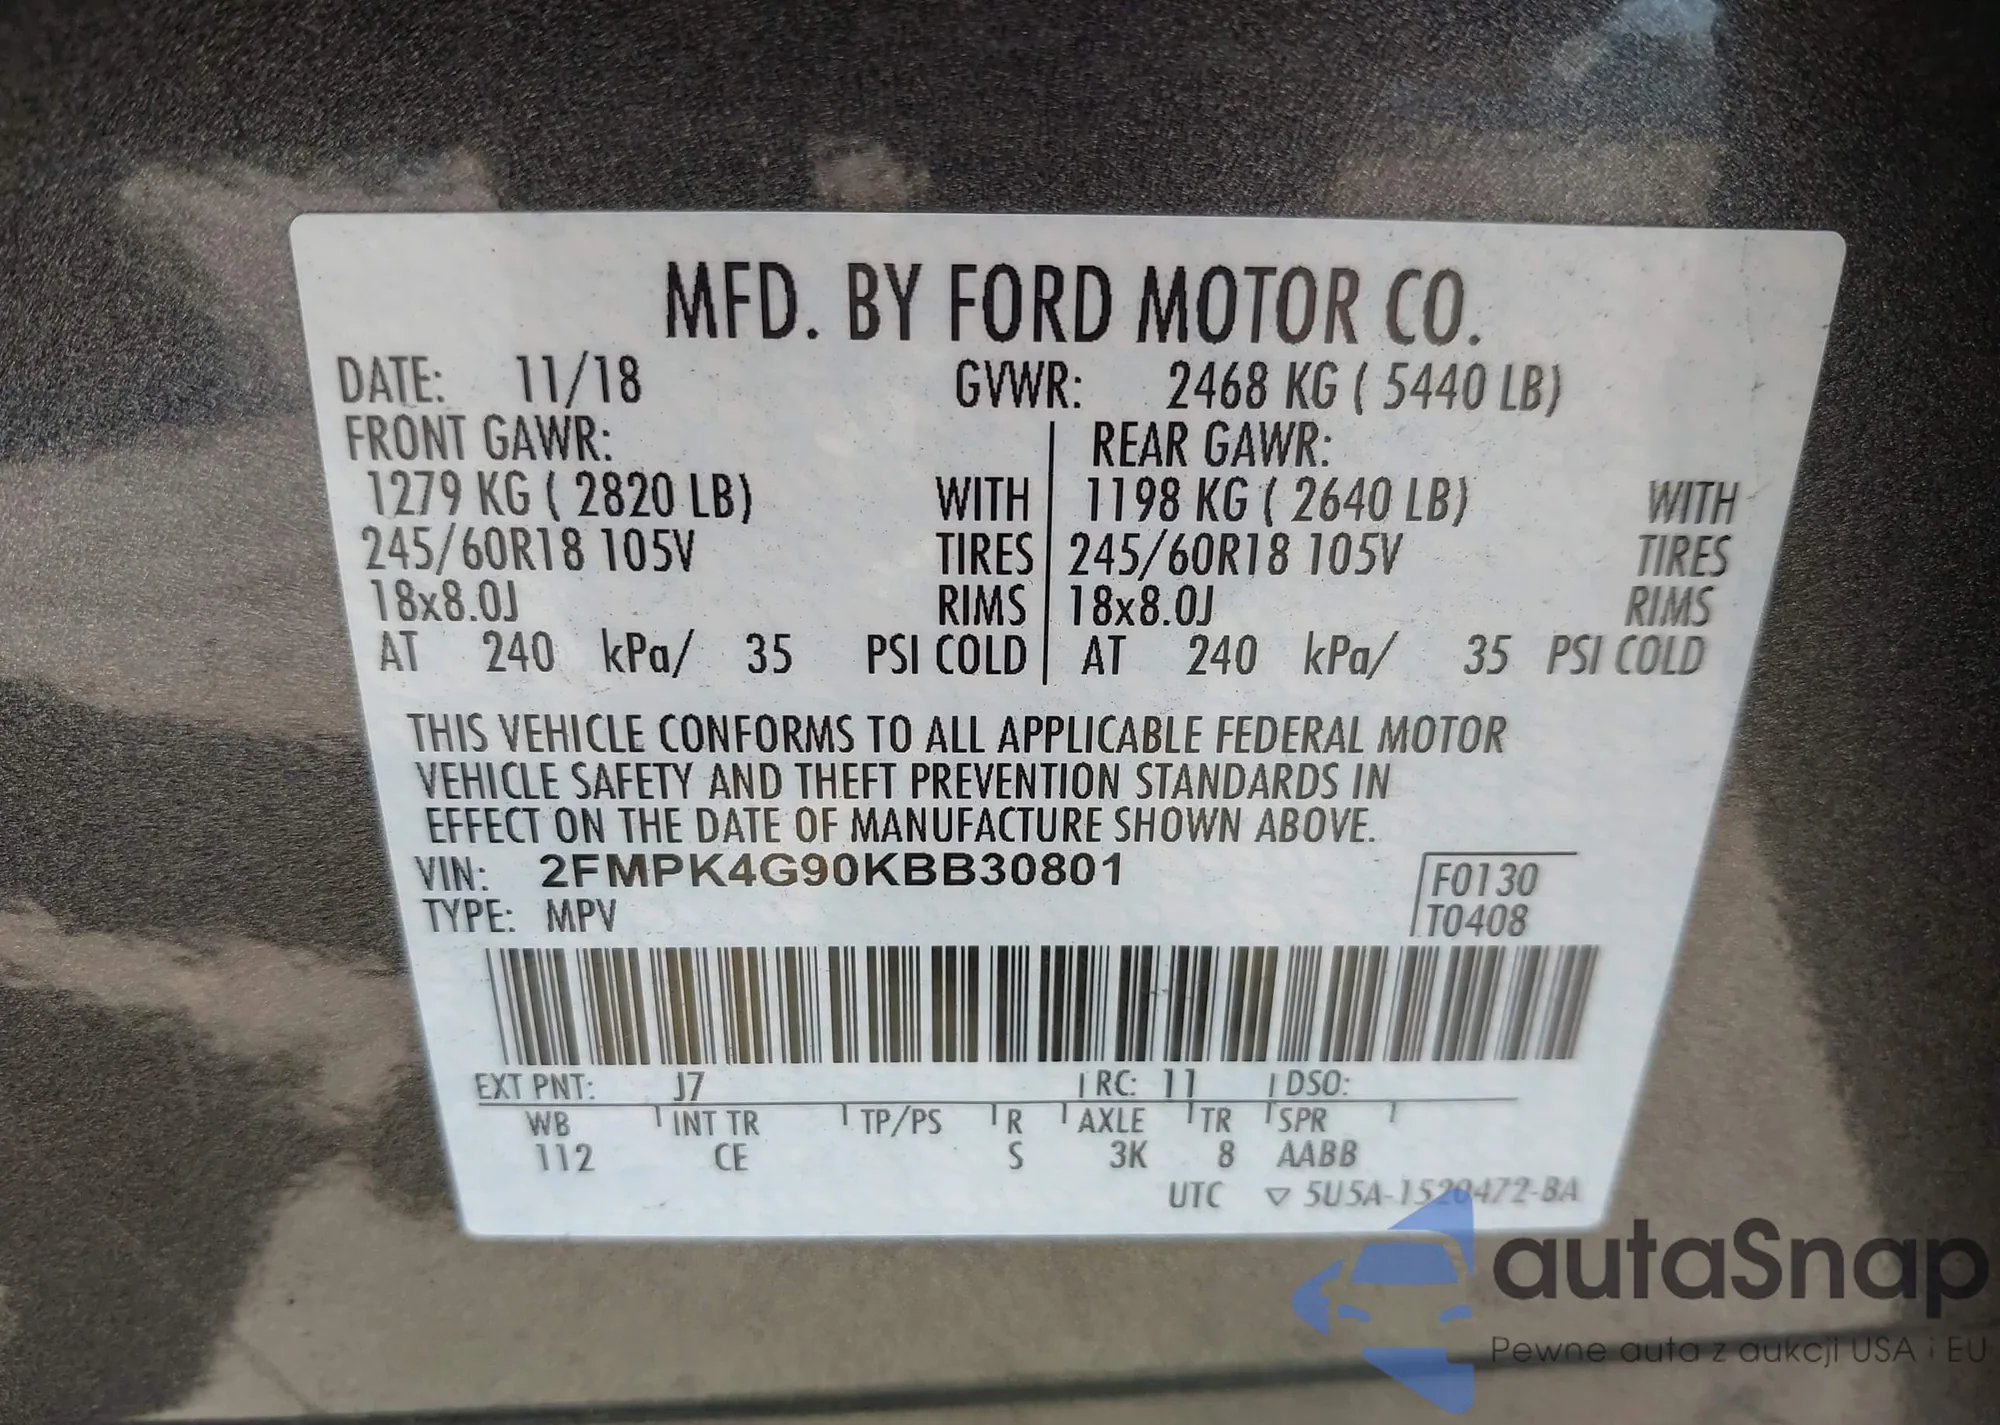 MFD. BY FORD MOTOR CO.
DATE: 11/18 GVWR: 2468 KG ( 5440 LB)
FRONT GAWR: REAR GAWR:
1279 KG ( 2820 LB) WITH 1198 KG ( 2640 LB) WITH
245/60R18 105V TIRES 245/60R18 105V TIRES
18x8.0J RIMS 18x8.0J RIMS
AT 240 kPa/ 35 PSI COLD AT 240 kPa/ 35 PSI COLD
THIS VEHICLE CONFORMS TO ALL APPLICABLE FEDERAL MOTOR
VEHICLE SAFETY AND THEFT PREVENTION STANDARDS IN
EFFECT ON THE DATE OF MANUFACTURE SHOWN ABOVE.
VIN: 2FMPK4G90KBB30801 F0130
TYPE: MPV T0408
EXT PNT: J7 RC: 11 DSO:
WB INT TR TP/PS R AXLE TR SPR
112 CE S 3K 8 AABB
UTC ▽ 5U5A-1520472-BA
autaSnap
Pewne auta z aukcji USA i EU